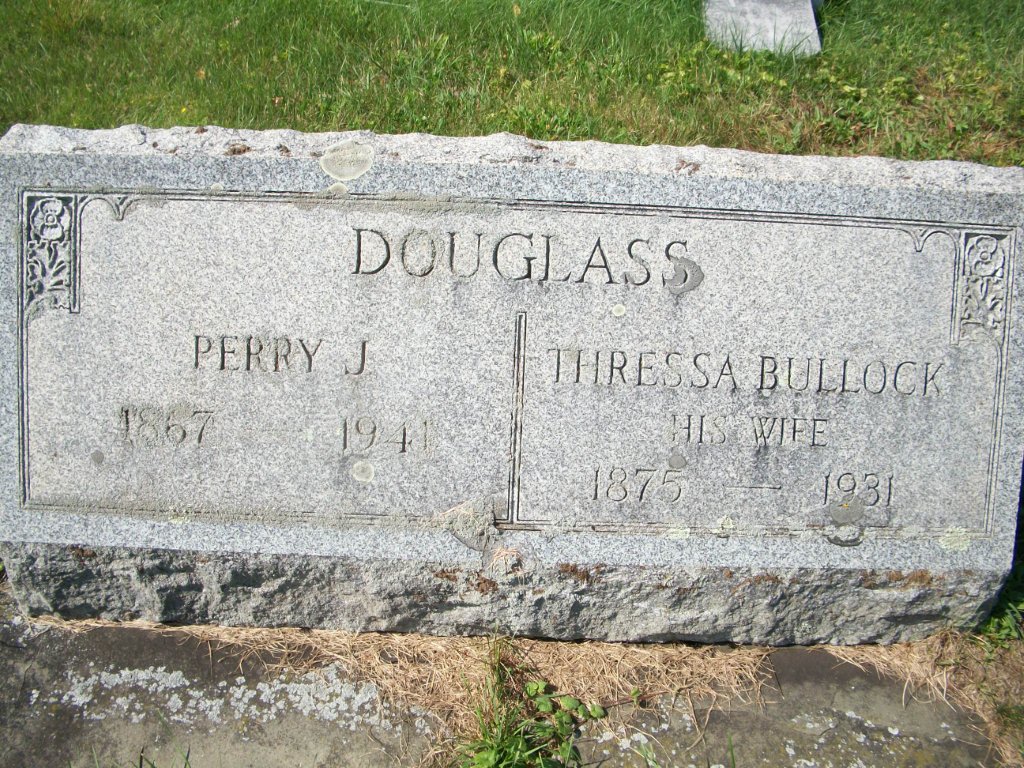 DOUGLASS
PERRY J
1867 — 1941
THRESSA BULLOCK
HIS WIFE
1875 — 1931